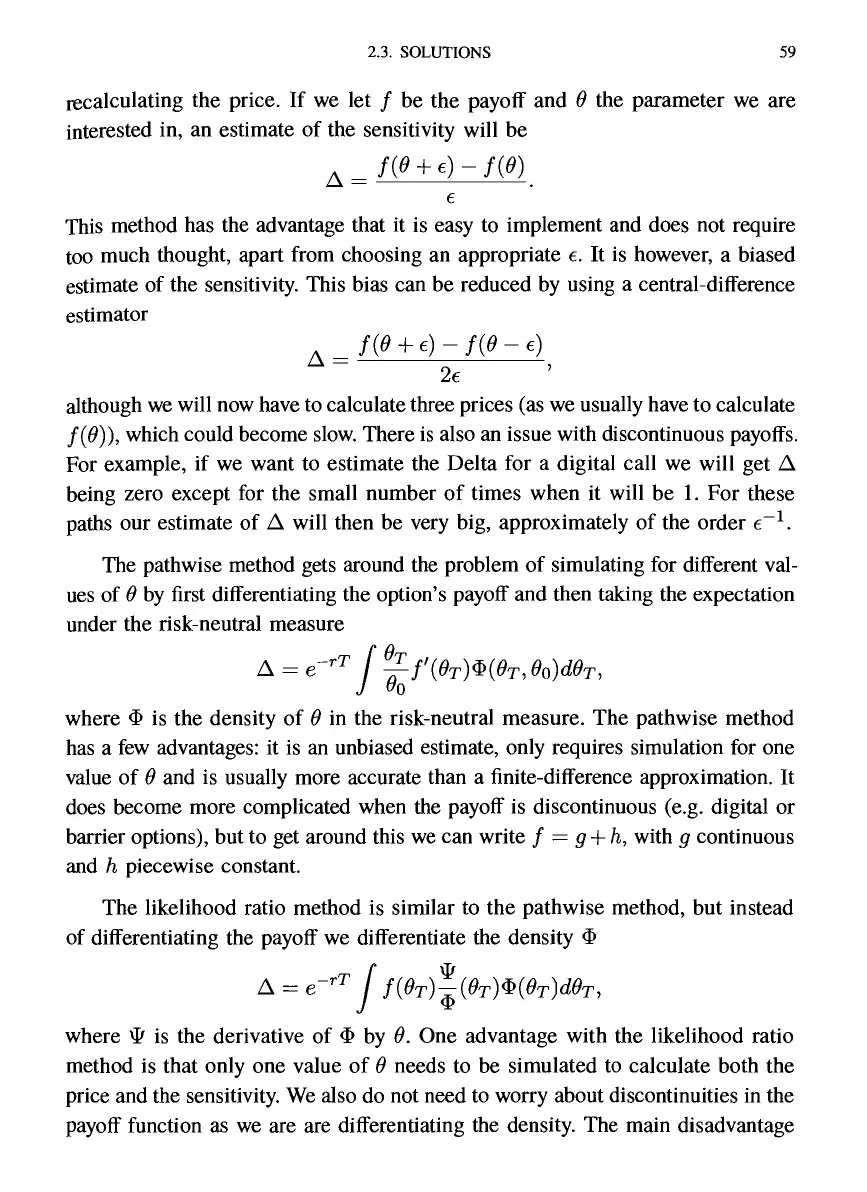 2.3. SOLUTIONS 59
recalculating the price. If we let f be the payoff and θ the parameter we are
interested in, an estimate of the sensitivity will be
Δ = \frac{f(θ + ϵ) − f(θ)}{ϵ}.
This method has the advantage that it is easy to implement and does not require
too much thought, apart from choosing an appropriate ϵ. It is however, a biased
estimate of the sensitivity. This bias can be reduced by using a central-difference
estimator
Δ = \frac{f(θ + ϵ) − f(θ − ϵ)}{2ϵ},
although we will now have to calculate three prices (as we usually have to calculate
f(θ)), which could become slow. There is also an issue with discontinuous payoffs.
For example, if we want to estimate the Delta for a digital call we will get Δ
being zero except for the small number of times when it will be 1. For these
paths our estimate of Δ will then be very big, approximately of the order ϵ^{−1}.
The pathwise method gets around the problem of simulating for different val-
ues of θ by first differentiating the option's payoff and then taking the expectation
under the risk-neutral measure
Δ = e^{−rT} ∫ \frac{θ_T}{θ_0} f′(θ_T)Φ(θ_T, θ_0)dθ_T,
where Φ is the density of θ in the risk-neutral measure. The pathwise method
has a few advantages: it is an unbiased estimate, only requires simulation for one
value of θ and is usually more accurate than a finite-difference approximation. It
does become more complicated when the payoff is discontinuous (e.g. digital or
barrier options), but to get around this we can write f = g + h, with g continuous
and h piecewise constant.
The likelihood ratio method is similar to the pathwise method, but instead
of differentiating the payoff we differentiate the density Φ
Δ = e^{−rT} ∫ f(θ_T)\frac{Ψ}{Φ}(θ_T)Φ(θ_T)dθ_T,
where Ψ is the derivative of Φ by θ. One advantage with the likelihood ratio
method is that only one value of θ needs to be simulated to calculate both the
price and the sensitivity. We also do not need to worry about discontinuities in the
payoff function as we are are differentiating the density. The main disadvantage